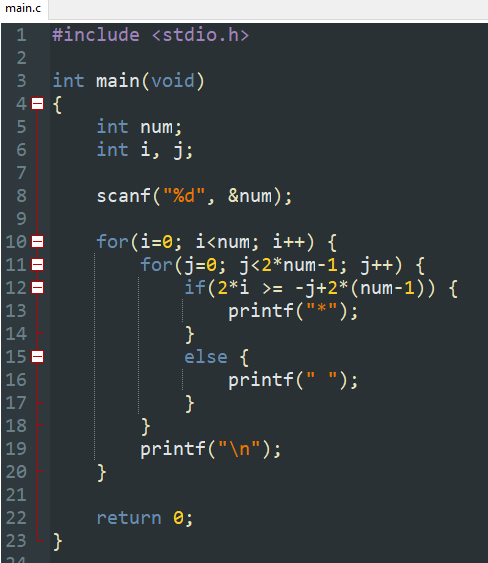 main.c
1 #include <stdio.h>
2
3 int main(void)
4 {
5     int num;
6     int i, j;
7
8     scanf("%d", &num);
9
10     for(i=0; i<num; i++) {
11         for(j=0; j<2*num-1; j++) {
12             if(2*i >= -j+2*(num-1)) {
13                 printf("*");
14             }
15             else {
16                 printf(" ");
17             }
18         }
19         printf("\n");
20     }
21
22     return 0;
23 }